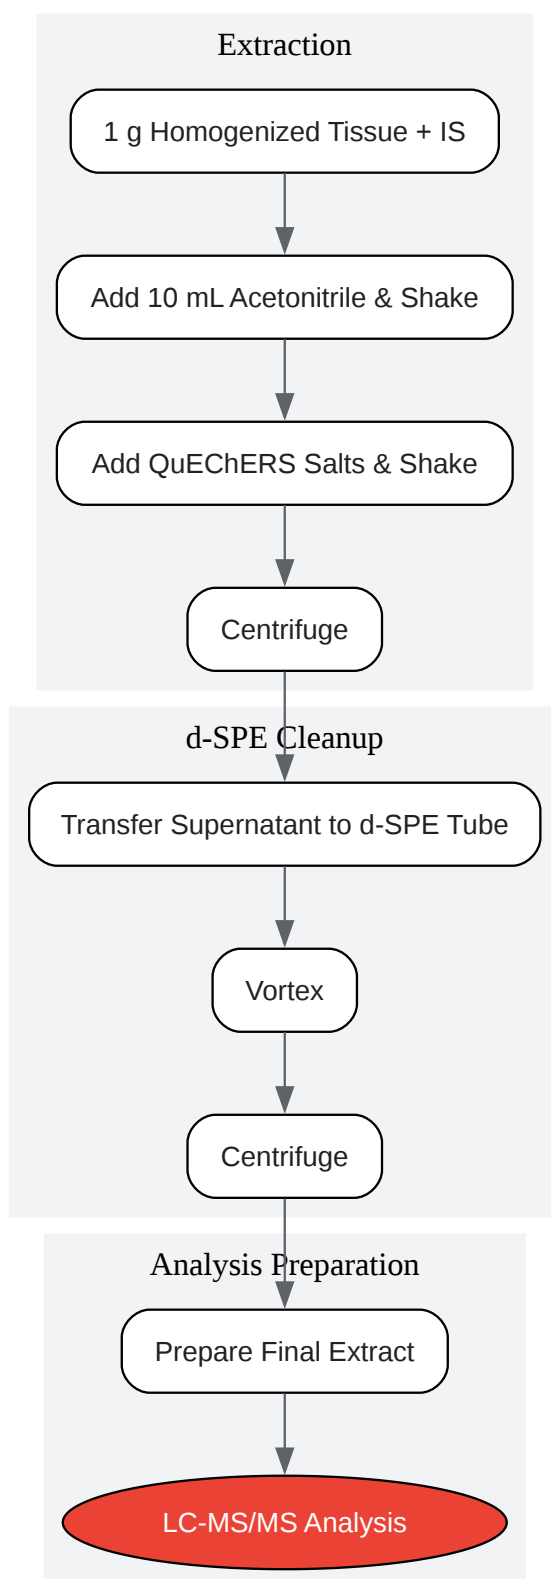 Extraction
1 g Homogenized Tissue + IS
Add 10 mL Acetonitrile & Shake
Add QuEChERS Salts & Shake
Centrifuge
d-SPE Cleanup
Transfer Supernatant to d-SPE Tube
Vortex
Centrifuge
Analysis Preparation
Prepare Final Extract
LC-MS/MS Analysis